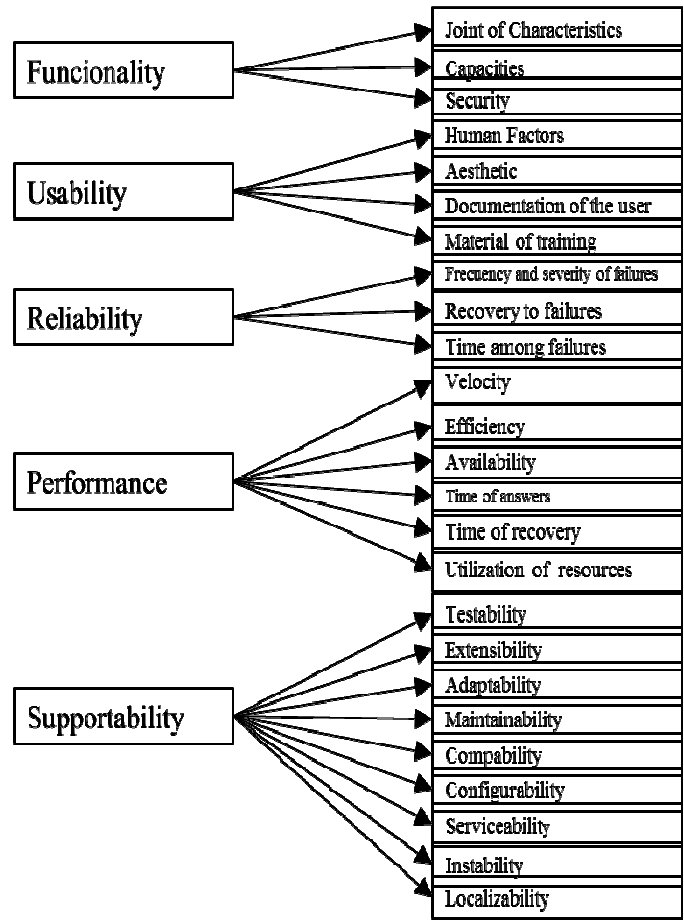 Funcionality
Joint of Characteristics
Capacities
Security
Usability
Human Factors
Aesthetic
Documentation of the user
Material of training
Reliability
Frecuency and severity of failures
Recovery to failures
Time among failures
Performance
Velocity
Efficiency
Availability
Time of answers
Time of recovery
Utilization of resources
Supportability
Testability
Extensibility
Adaptability
Maintainability
Compability
Configurability
Serviceability
Instability
Localizability